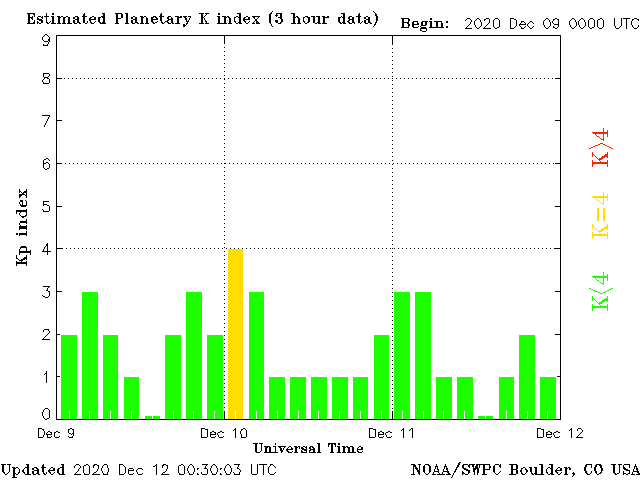 Estimated Planetary K index (3 hour data) Begin: 2020 Dec 09 0000 UTC
9
8
7
6
5
4
3
2
1
0
Kp index
K>4
K=4
K<4
Dec 9 Dec 10 Dec 11 Dec 12
Universal Time
Updated 2020 Dec 12 00:30:03 UTC NOAA/SWPC Boulder, CO USA